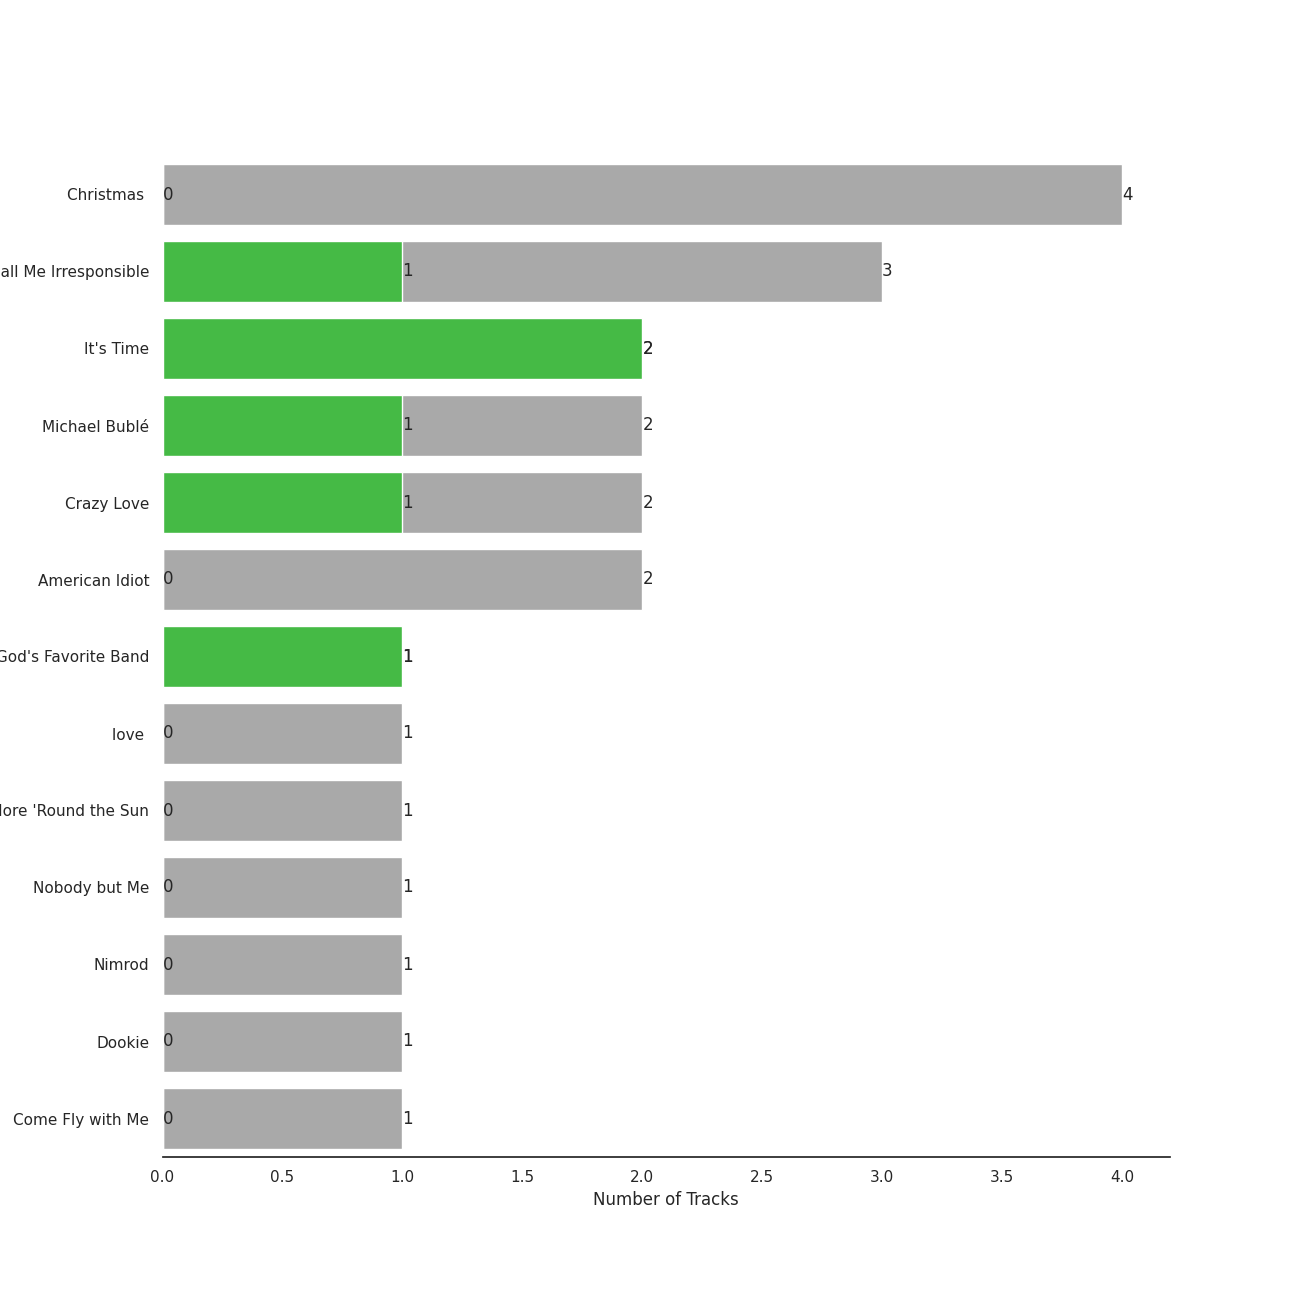 Christmas 0 4
all Me Irresponsible 1 3
It's Time 2
Michael Bublé 1 2
Crazy Love 1 2
American Idiot 0 2
God's Favorite Band 1
love 0 1
'Round the Sun 0 1
Nobody but Me 0 1
Nimrod 0 1
Dookie 0 1
Come Fly with Me 0 1
0.0 0.5 1.0 1.5 2.0 2.5 3.0 3.5 4.0
Number of Tracks